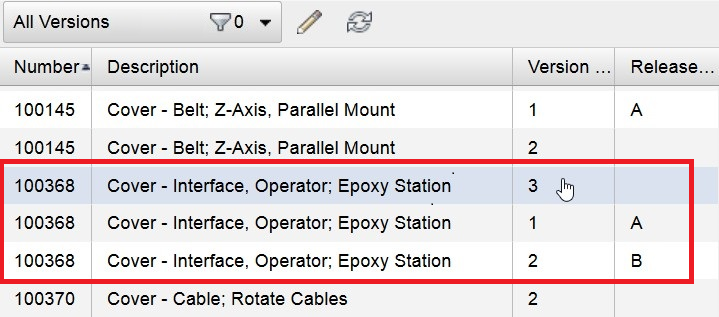 All Versions 0
Number Description Version ... Release...
100145 Cover - Belt; Z-Axis, Parallel Mount 1 A
100145 Cover - Belt; Z-Axis, Parallel Mount 2
100368 Cover - Interface, Operator; Epoxy Station 3
100368 Cover - Interface, Operator; Epoxy Station 1 A
100368 Cover - Interface, Operator; Epoxy Station 2 B
100370 Cover - Cable; Rotate Cables 2